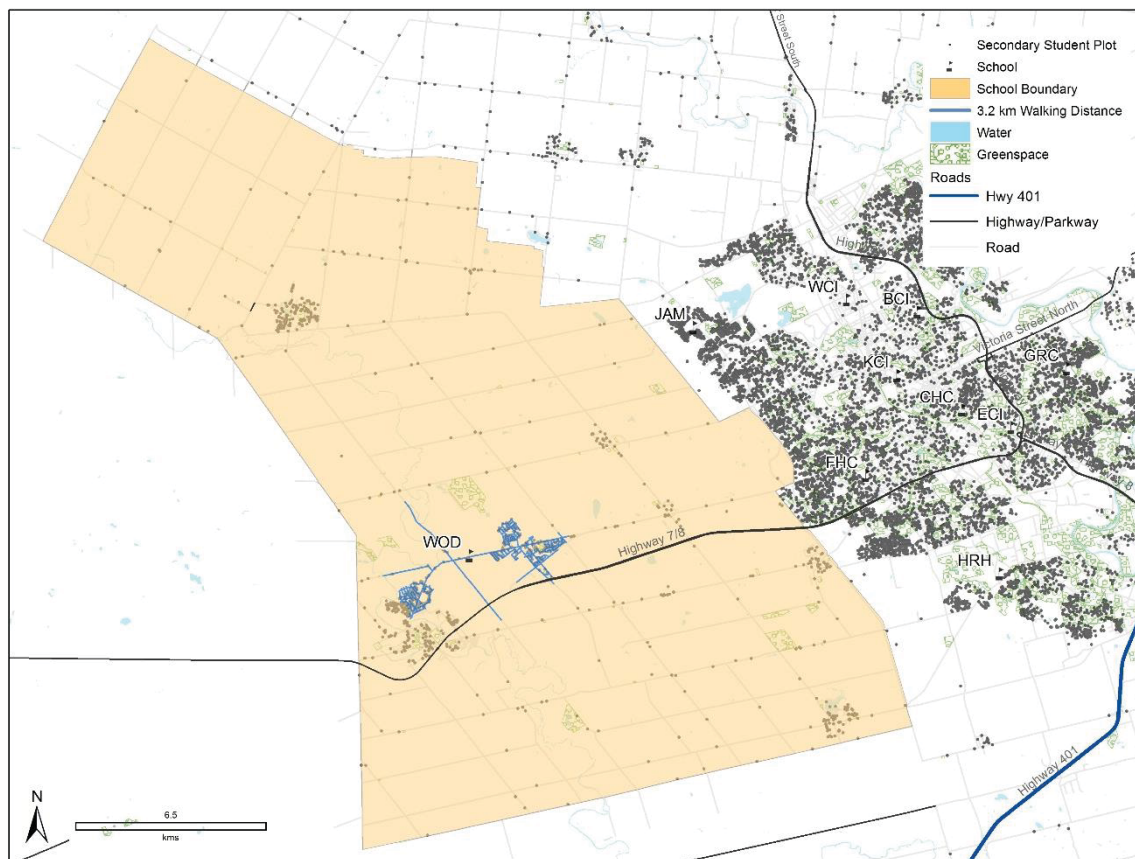 Street South
Secondary Student Plot
School
School Boundary
3.2 km Walking Distance
Water
Greenspace
Roads
Hwy 401
Highway/Parkway
Road
WCI
BCI
JAM
Victoria Street North
GRC
KCI
CHC
ECI
FHC
WOD
Highway 7/8
HRH
Highway 401
N
6.5
kms